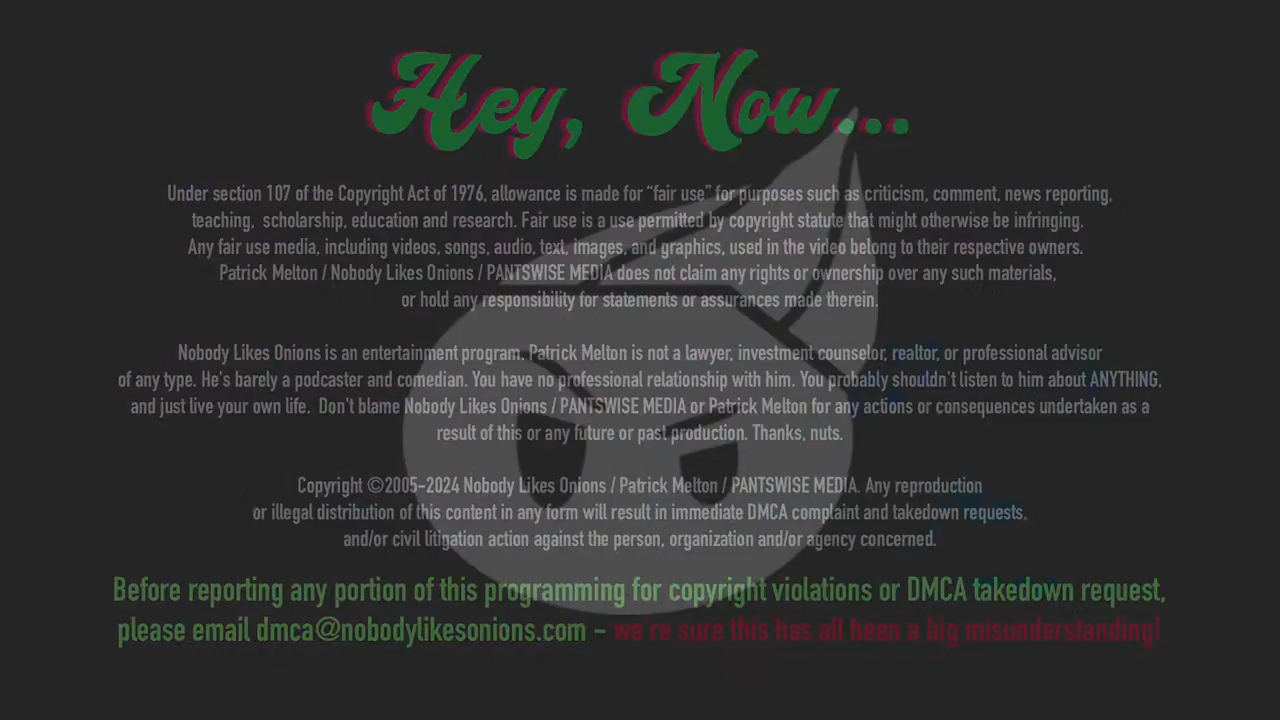 Hey, Now...
Under section 107 of the Copyright Act of 1976, allowance is made for “fair use” for purposes such as criticism, comment, news reporting,
teaching,  scholarship, education and research. Fair use is a use permitted by copyright statute that might otherwise be infringing.
Any fair use media, including videos, songs, audio, text, images, and graphics, used in the video belong to their respective owners.
Patrick Melton / Nobody Likes Onions / PANTSWISE MEDIA does not claim any rights or ownership over any such materials,
or hold any responsibility for statements or assurances made therein.
Nobody Likes Onions is an entertainment program. Patrick Melton is not a lawyer, investment counselor, realtor, or professional advisor
of any type. He's barely a podcaster and comedian. You have no professional relationship with him. You probably shouldn't listen to him about ANYTHING,
and just live your own life.  Don't blame Nobody Likes Onions / PANTSWISE MEDIA or Patrick Melton for any actions or consequences undertaken as a
result of this or any future or past production. Thanks, nuts.
Copyright ©2005-2024 Nobody Likes Onions / Patrick Melton / PANTSWISE MEDIA. Any reproduction
or illegal distribution of this content in any form will result in immediate DMCA complaint and takedown requests,
and/or civil litigation action against the person, organization and/or agency concerned.
Before reporting any portion of this programming for copyright violations or DMCA takedown request,
please email dmca@nobodylikesonions.com - we're sure this has all been a big misunderstanding!